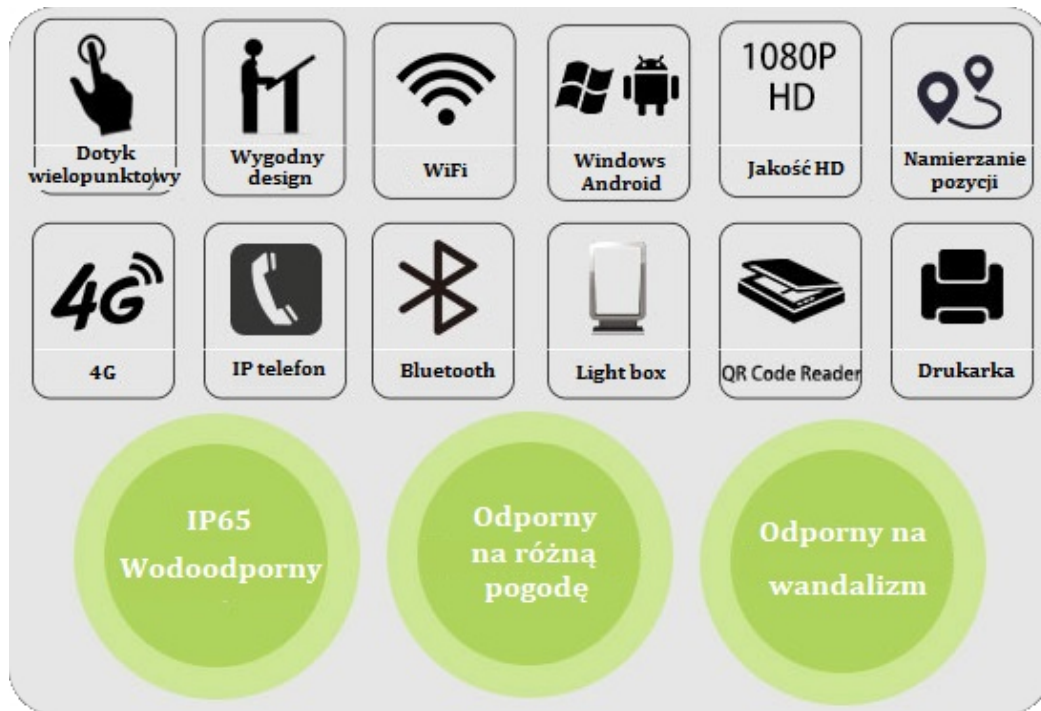 1080P
HD
Dotyk
wielopunktowy
Wygodny
design
WiFi
Windows
Android
Jakość HD
Namierzanie
pozycji
4G
4G
IP telefon
Bluetooth
Light box
QR Code Reader
Drukarka
IP65
Wodoodporny
Odporny
na różną
pogodę
Odporny na
wandalizm